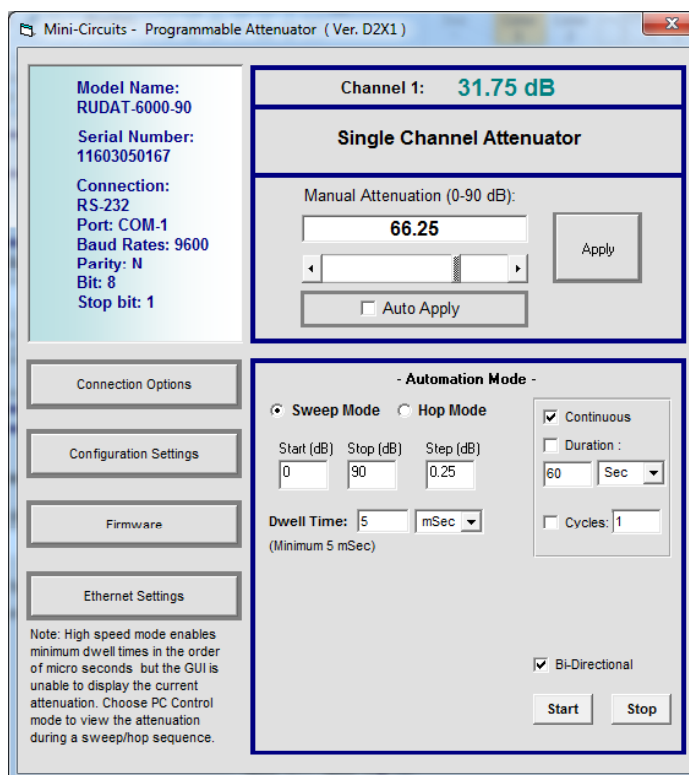 Mini-Circuits - Programmable Attenuator ( Ver. D2X1 )
Model Name:
RUDAT-6000-90
Serial Number:
11603050167
Connection:
RS-232
Port: COM-1
Baud Rates: 9600
Parity: N
Bit: 8
Stop bit: 1
Channel 1: 31.75 dB
Single Channel Attenuator
Manual Attenuation (0-90 dB):
66.25
Apply
Auto Apply
Connection Options
Configuration Settings
Firmware
Ethernet Settings
Note: High speed mode enables
minimum dwell times in the order
of micro seconds but the GUI is
unable to display the current
attenuation. Choose PC Control
mode to view the attenuation
during a sweep/hop sequence.
- Automation Mode -
Sweep Mode Hop Mode
Start (dB) Stop (dB) Step (dB)
0 90 0.25
Dwell Time: 5 mSec
(Minimum 5 mSec)
Continuous
Duration :
60 Sec
Cycles: 1
Bi-Directional
Start Stop